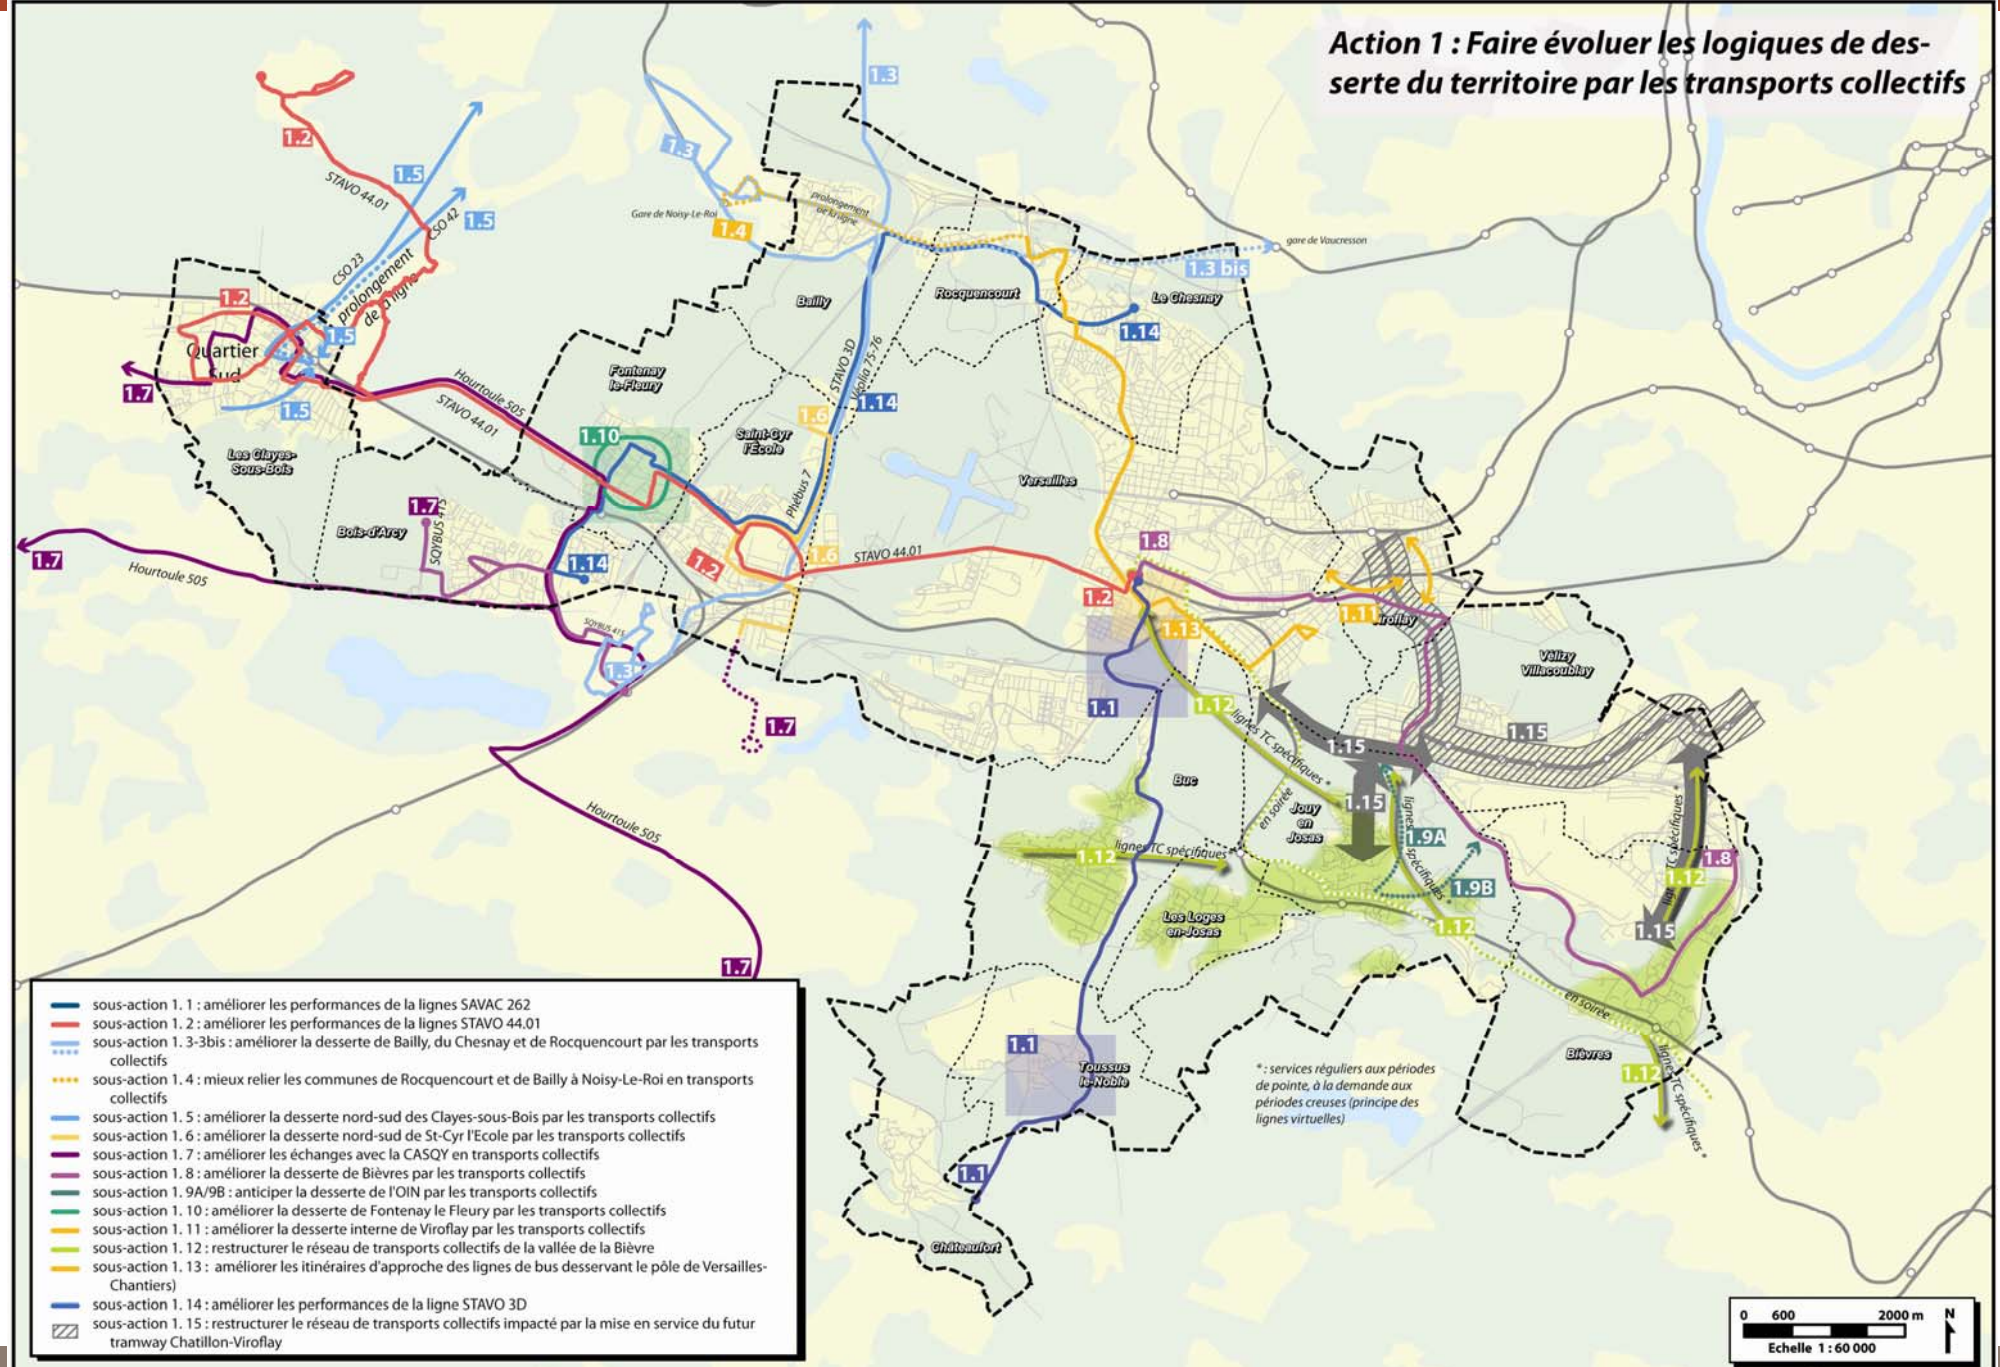 Action 1 : Faire évoluer les logiques de des-
serte du territoire par les transports collectifs
1.3
1.2
1.3
1.5
STAVO 44.01
1.5
CSO 42
Gare de Noisy-Le-Roi
1.4
prolongement
de la ligne
gare de Vaucresson
1.3 bis
CSO 23
prolongement
de la ligne
1.2
Bailly
Rocquencourt
Le Chesnay
1.14
1.5
Quartier
Sud
1.7
1.5
Hourtoule 505
STAVO 44.01
Fontenay
le-Fleury
STAVO 3D
Véolia 75-76
1.14
1.6
1.10
Saint-Cyr
l'École
Les Clayes-
Sous-Bois
Versailles
Phébus 7
1.7
SQYBUS 415
Bois-d'Arcy
1.7
Hourtoule 505
1.14
1.2
1.6
STAVO 44.01
1.8
1.2
1.13
1.11
Viroflay
SQYBUS 415
1.3
Vélizy
Villacoublay
1.1
1.12
1.7
lignes TC spécifiques *
1.15
1.15
Buc
Hourtoule 505
en soirée
Jouy
en
Josas
1.15
lignes TC spécifiques *
1.9A
1.9B
1.12
lignes TC spécifiques *
1.12
TC spécifiques *
1.8
1.12
1.15
Les Loges
en-Josas
1.7
en soirée
1.1
Toussus
le-Noble
Bièvres
1.12
lignes TC spécifiques *
* : services réguliers aux périodes
de pointe, à la demande aux
périodes creuses (principe des
lignes virtuelles)
1.1
Châteaufort
sous-action 1. 1 : améliorer les performances de la lignes SAVAC 262
sous-action 1. 2 : améliorer les performances de la lignes STAVO 44.01
sous-action 1. 3-3bis : améliorer la desserte de Bailly, du Chesnay et de Rocquencourt par les transports
collectifs
sous-action 1. 4 : mieux relier les communes de Rocquencourt et de Bailly à Noisy-Le-Roi en transports
collectifs
sous-action 1. 5 : améliorer la desserte nord-sud des Clayes-sous-Bois par les transports collectifs
sous-action 1. 6 : améliorer la desserte nord-sud de St-Cyr l'Ecole par les transports collectifs
sous-action 1. 7 : améliorer les échanges avec la CASQY en transports collectifs
sous-action 1. 8 : améliorer la desserte de Bièvres par les transports collectifs
sous-action 1. 9A/9B : anticiper la desserte de l'OIN par les transports collectifs
sous-action 1. 10 : améliorer la desserte de Fontenay le Fleury par les transports collectifs
sous-action 1. 11 : améliorer la desserte interne de Viroflay par les transports collectifs
sous-action 1. 12 : restructurer le réseau de transports collectifs de la vallée de la Bièvre
sous-action 1. 13 : améliorer les itinéraires d'approche des lignes de bus desservant le pôle de Versailles-
Chantiers)
sous-action 1. 14 : améliorer les performances de la ligne STAVO 3D
sous-action 1. 15 : restructurer le réseau de transports collectifs impacté par la mise en service du futur
tramway Chatillon-Viroflay
0 600 2000 m N
Echelle 1 : 60 000